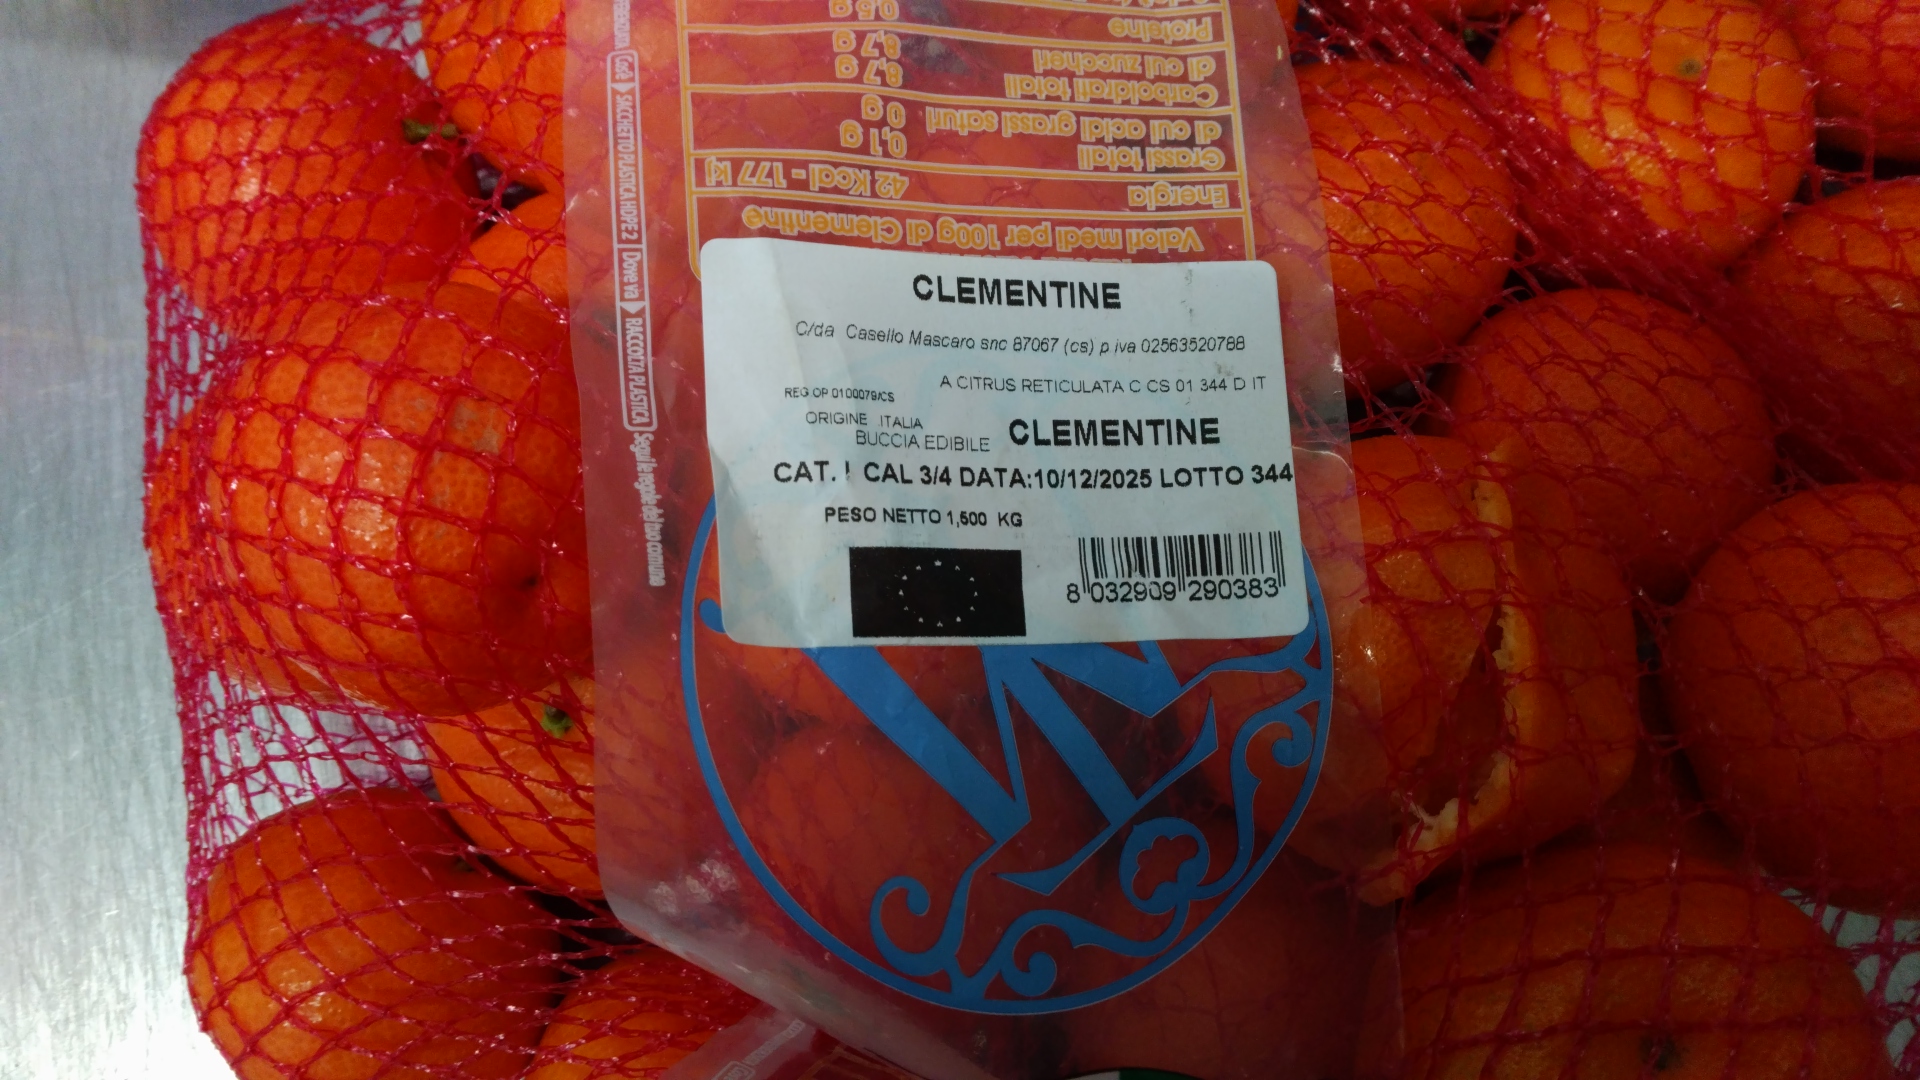 CLEMENTINE
C/da Casello Mascaro snc 87067 (cs) p iva 02563520788
A CITRUS RETICULATA C CS 01 344 D IT
REG OP 0100079/CS
ORIGINE ITALIA
BUCCIA EDIBILE
CLEMENTINE
CAT. I CAL 3/4 DATA:10/12/2025 LOTTO 344
PESO NETTO 1,500 KG
8 032909 290383
Valori medi per 100g di Clementine
Energia 42 Kcal - 177 kj
Grassi totali 0,1 g
di cui acidi grassi saturi 0 g
Carboidrati totali 8,7 g
di cui zuccheri 8,7 g
Proteine 0,5 g
Cos'è SACCHETTO PLASTICA HDPE 2 Dove va RACCOLTA PLASTICA Segui le regole del tuo comune